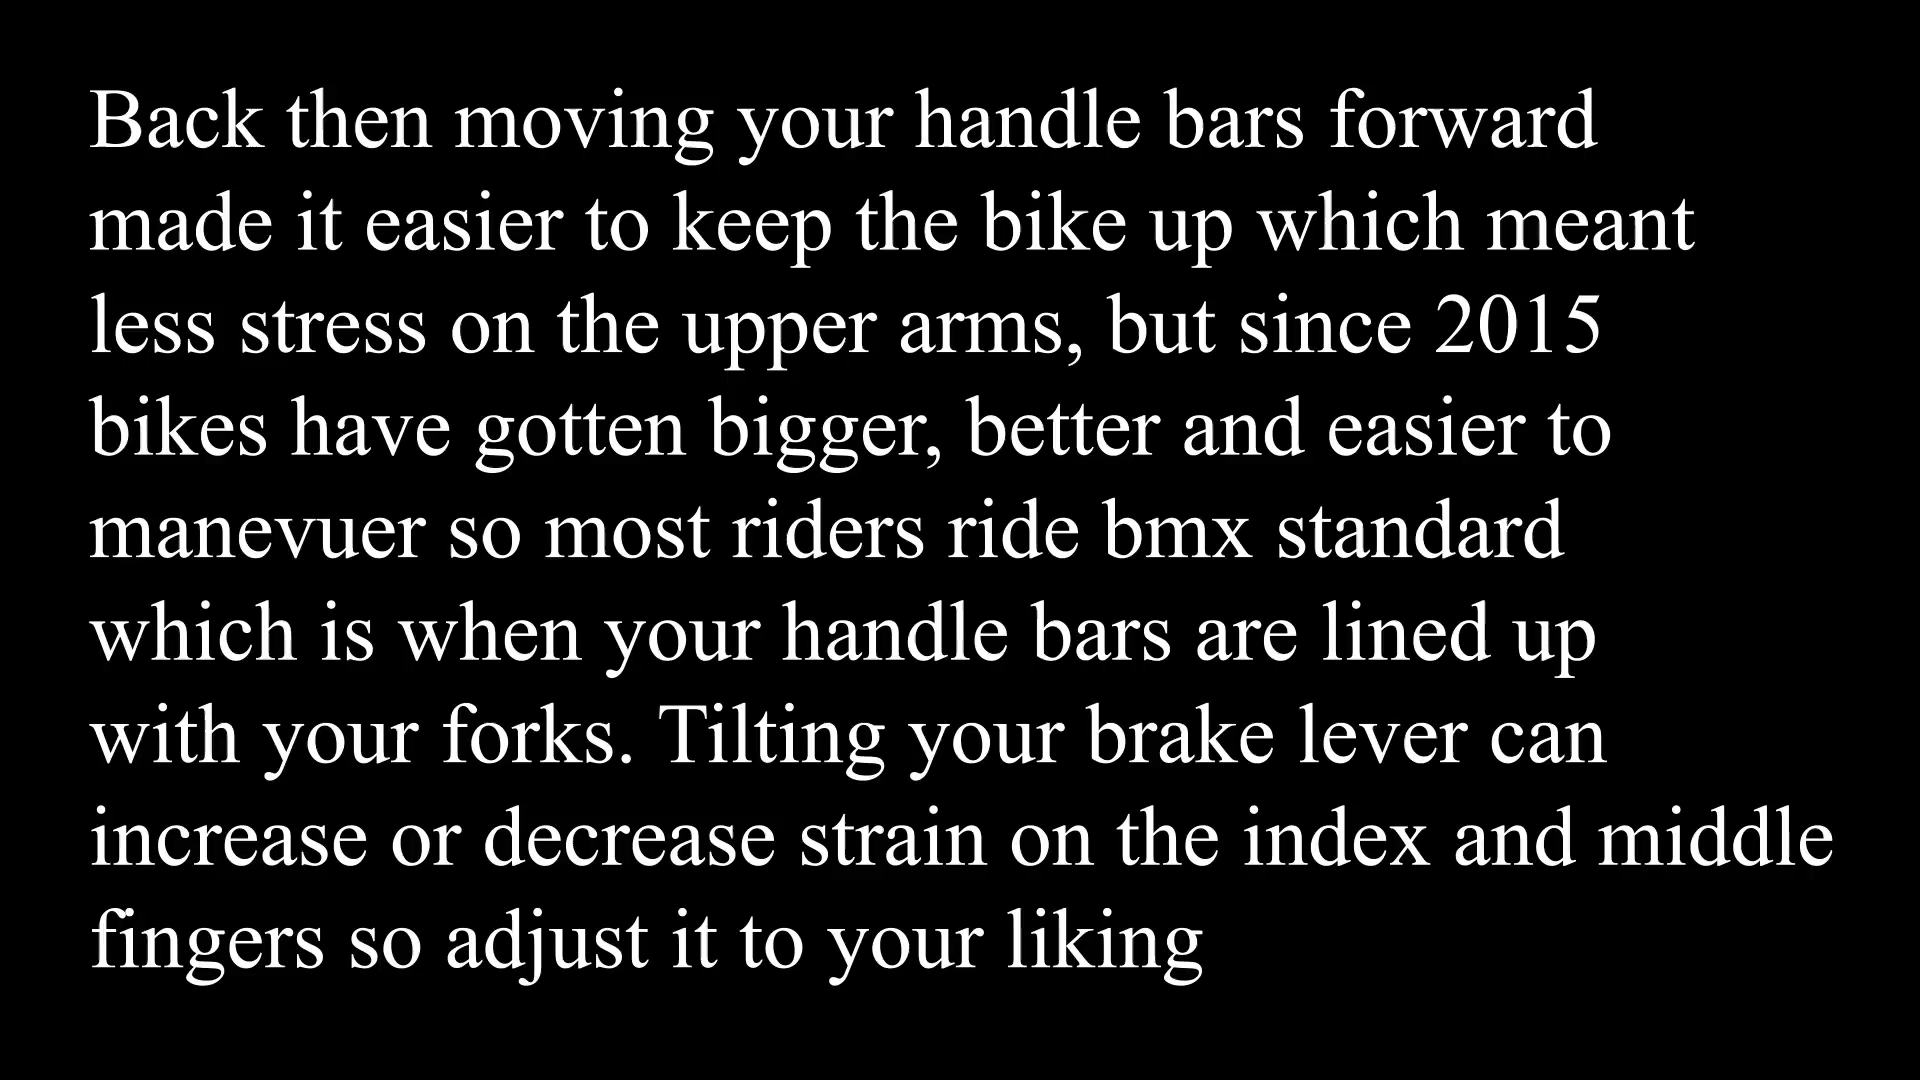 Back then moving your handle bars forward
made it easier to keep the bike up which meant
less stress on the upper arms, but since 2015
bikes have gotten bigger, better and easier to
manevuer so most riders ride bmx standard
which is when your handle bars are lined up
with your forks. Tilting your brake lever can
increase or decrease strain on the index and middle
fingers so adjust it to your liking